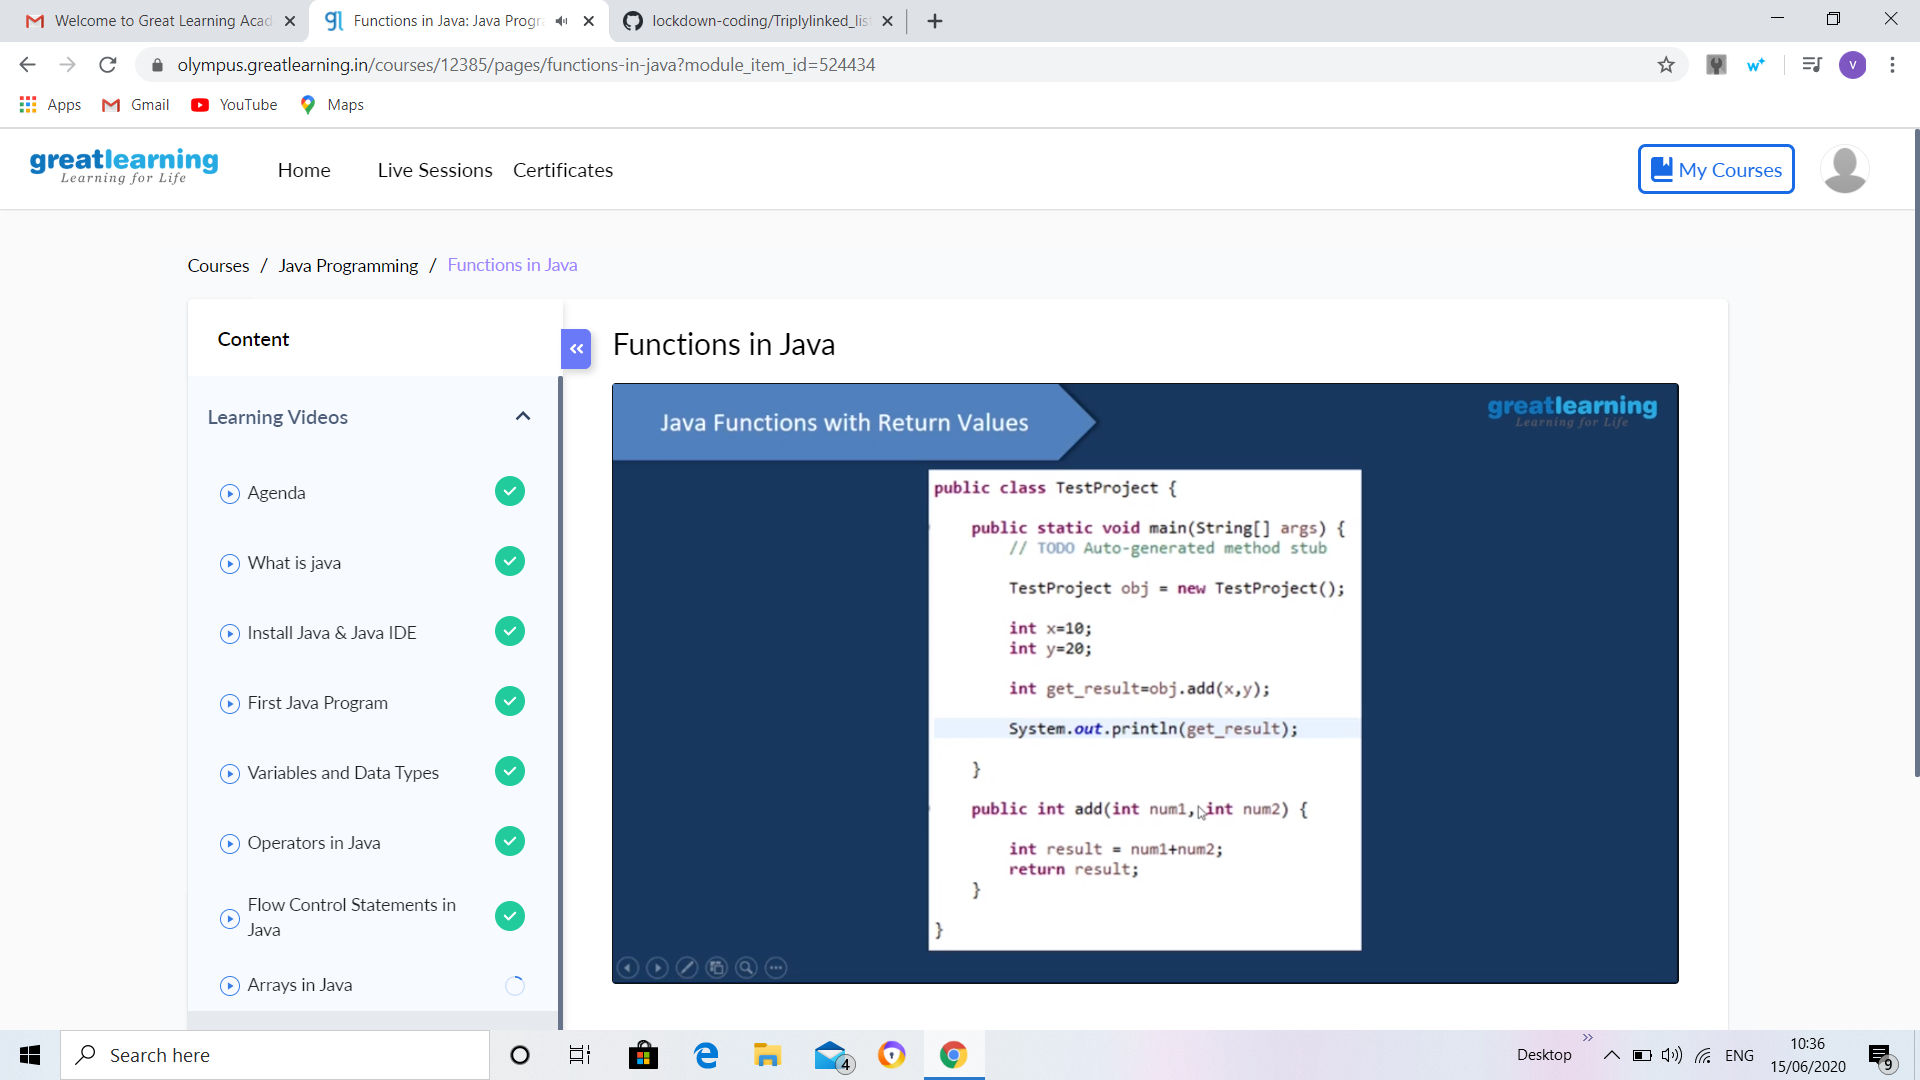 Welcome to Great Learning Acad
Functions in Java: Java Progra
lockdown-coding/Triplylinked_lis
olympus.greatlearning.in/courses/12385/pages/functions-in-java?module_item_id=524434
w+
V
Apps
Gmail
YouTube
Maps
greatlearning
Learning for Life
Home
Live Sessions
Certificates
My Courses
Courses / Java Programming / Functions in Java
Content
«
Functions in Java
Learning Videos
Agenda
What is java
Install Java & Java IDE
First Java Program
Variables and Data Types
Operators in Java
Flow Control Statements in
Java
Arrays in Java
Java Functions with Return Values
greatlearning
Learning for Life
public class TestProject {
public static void main(String[] args) {
// TODO Auto-generated method stub
TestProject obj = new TestProject();
int x=10;
int y=20;
int get_result=obj.add(x,y);
System.out.println(get_result);
}
public int add(int num1, int num2) {
int result = num1+num2;
return result;
}
}
Search here
4
Desktop
»
ENG
10:36
15/06/2020
9